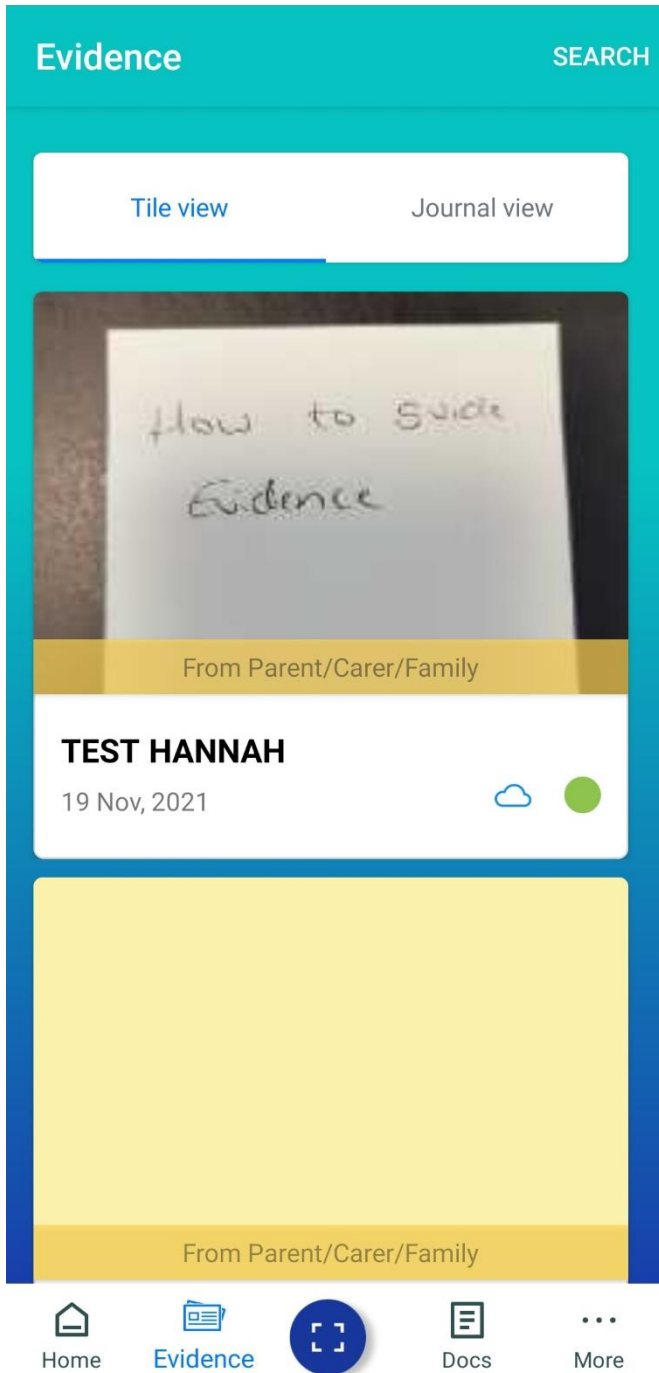 Evidence
SEARCH
Tile view
Journal view
How to guide
Evidence
From Parent/Carer/Family
TEST HANNAH
19 Nov, 2021
From Parent/Carer/Family
Home
Evidence
Docs
More